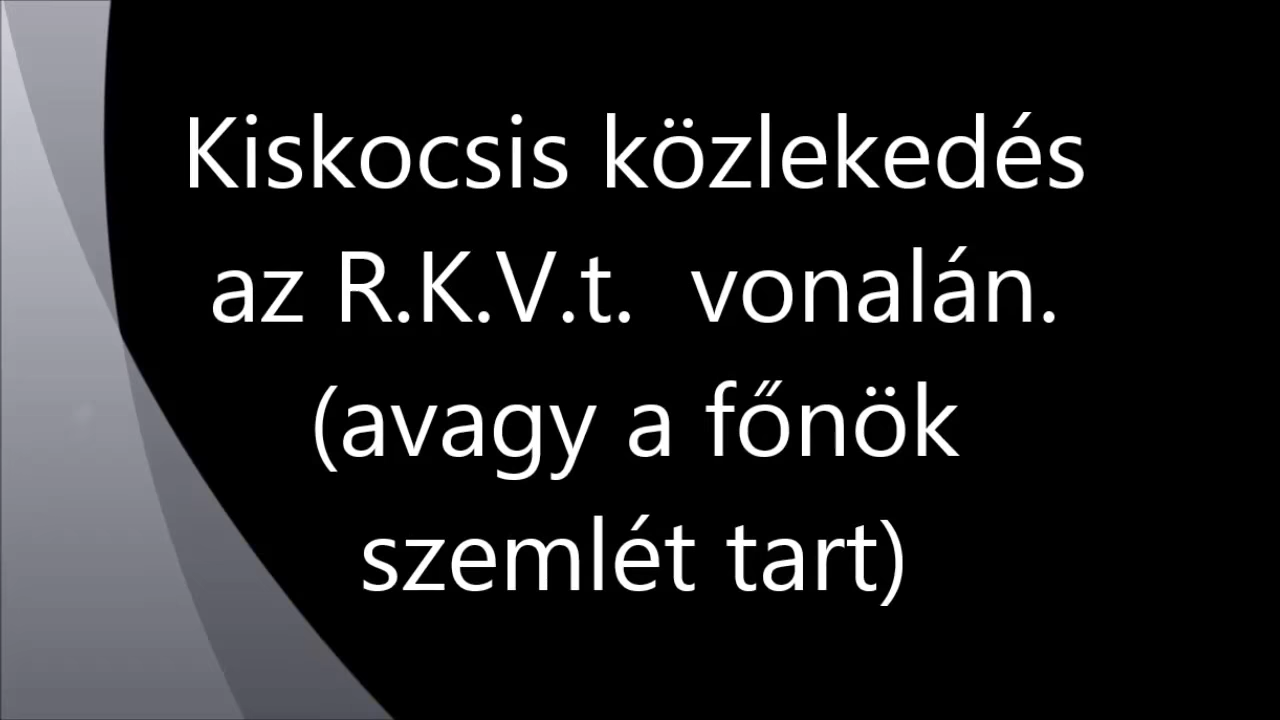 Kiskocsis közlekedés
az R.K.V.t. vonalán.
(avagy a főnök
szemlét tart)